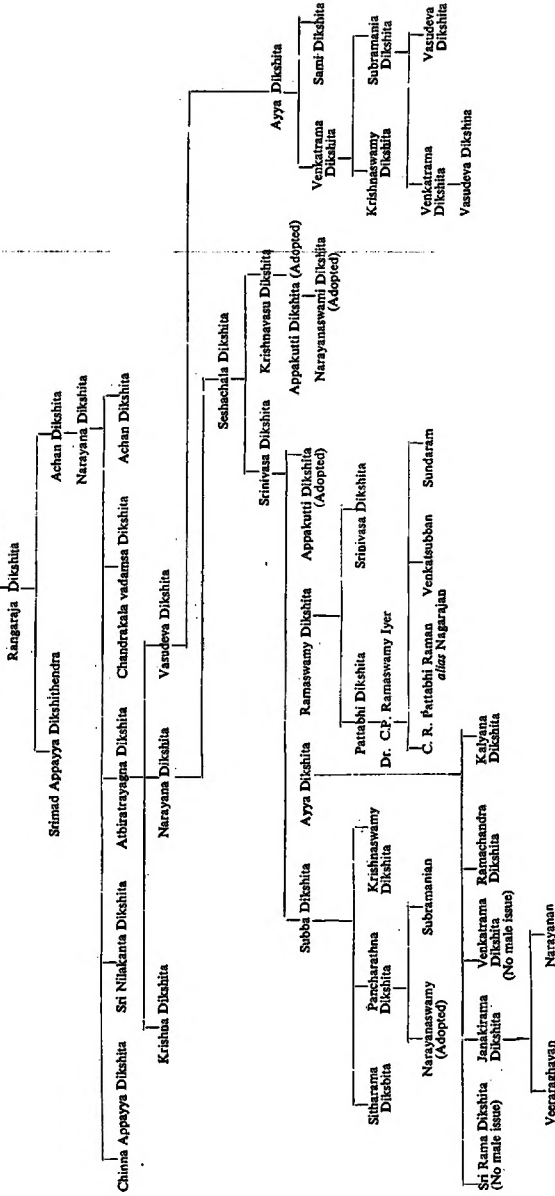 Rangaraja Dikshita
Srimad Appayya Dikshithendra
Achan Dikshita
Narayana Dikshita
Chinna Appayya Dikshita
Sri Nilakanta Dikshita
Atbiratrayagna Dikshita
Chandrakala vadamsa Dikshita
Achan Dikshita
Krishna Dikshita
Narayana Dikshita
Vasudeva Dikshita
Seshachala Dikshita
Ayya Dikshita
Srinivasa Dikshita
Krishnavasu Dikshita
Venkatrama
Dikshita
Sami Dikshita
Appakutti Dikshita (Adopted)
Narayanaswami Dikshita
(Adopted)
Krishnaswamy
Dikshita
Subramania
Dikshita
Venkatrama
Dikshita
Vasudeva
Dikshita
Vasudeva Dikshna
Subba Dikshita
Ayya Dikshita
Ramaswamy Dikshita
Appakutti Dikshita
(Adopted)
Sitharama
Diksbita
Pancharathna
Dikshita
Krishnaswamy
Dikshita
Pattabhi Dikshita
Srinivasa Dikshita
Dr. C.P. Ramaswamy Iyer
Narayanaswamy
(Adopted)
Subramanian
C. R. Pattabhi Raman
alias Nagarajan
Venkatsubban
Sundaram
Sri Rama Dikshita
(No male issue)
Janakirama
Dikshita
Venkatrama
Dikshita
(No male issue)
Ramachandra
Dikshita
Kalyana
Dikshita
Veeraraghavan
Narayanan